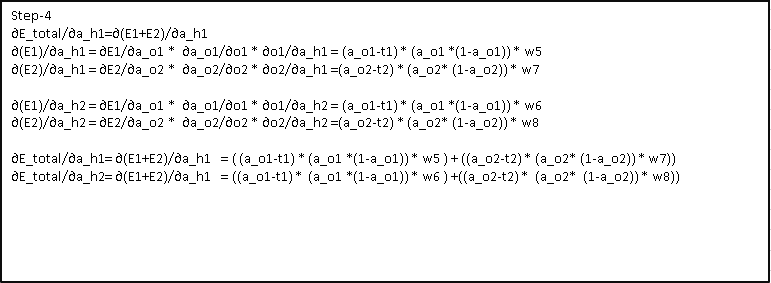 Step-4
∂E_total/∂a_h1=∂(E1+E2)/∂a_h1
∂(E1)/∂a_h1 = ∂E1/∂a_o1 * ∂a_o1/∂o1 * ∂o1/∂a_h1 = (a_o1-t1) * (a_o1 *(1-a_o1)) * w5
∂(E2)/∂a_h1 = ∂E2/∂a_o2 * ∂a_o2/∂o2 * ∂o2/∂a_h1 =(a_o2-t2) * (a_o2* (1-a_o2)) * w7
∂(E1)/∂a_h2 = ∂E1/∂a_o1 * ∂a_o1/∂o1 * ∂o1/∂a_h2 = (a_o1-t1) * (a_o1 *(1-a_o1)) * w6
∂(E2)/∂a_h2 = ∂E2/∂a_o2 * ∂a_o2/∂o2 * ∂o2/∂a_h2 =(a_o2-t2) * (a_o2* (1-a_o2)) * w8
∂E_total/∂a_h1= ∂(E1+E2)/∂a_h1 = ((a_o1-t1) * (a_o1 *(1-a_o1)) * w5 ) + ((a_o2-t2) * (a_o2* (1-a_o2)) * w7))
∂E_total/∂a_h2= ∂(E1+E2)/∂a_h1 = ((a_o1-t1) * (a_o1 *(1-a_o1)) * w6 ) +((a_o2-t2) * (a_o2* (1-a_o2)) * w8))